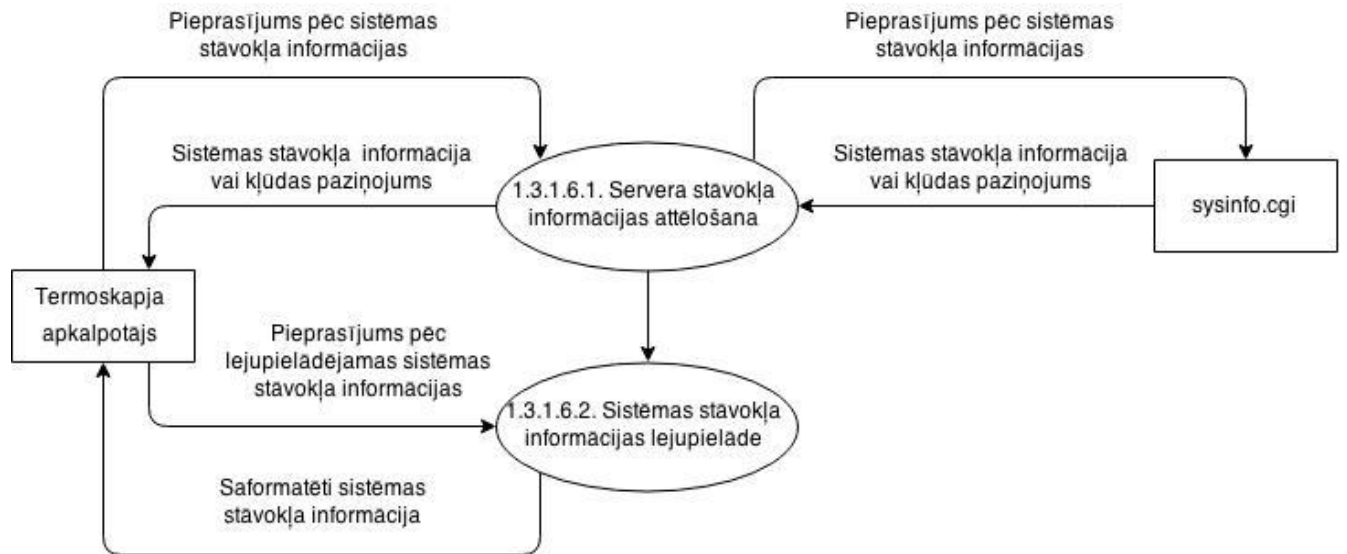 Pieprasījums pēc sistēmas
stāvokļa informācijas
Pieprasījums pēc sistēmas
stāvokļa informācijas
Sistēmas stāvokļa informācija
vai kļūdas paziņojums
1.3.1.6.1. Servera stāvokļa
informācijas attēlošana
Sistēmas stāvokļa informācija
vai kļūdas paziņojums
sysinfo.cgi
Termoskapja
apkalpotājs
Pieprasījums pēc
lejupielādējamas sistēmas
stāvokļa informācijas
1.3.1.6.2. Sistēmas stāvokļa
informācijas lejupielāde
Saformatēti sistēmas
stāvokļa informācija